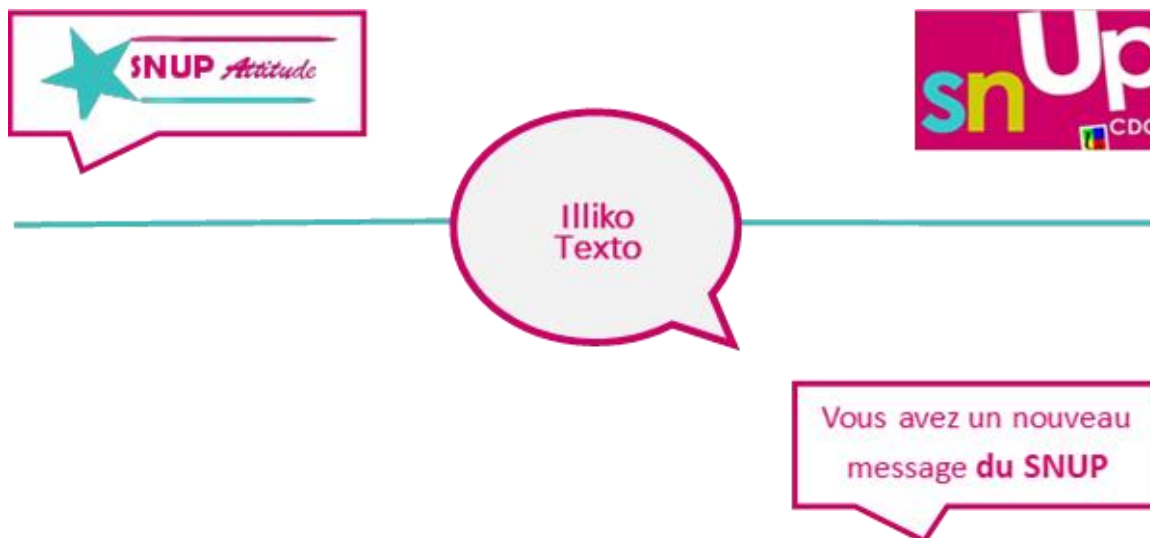 SNUP Attitude
snUp
CDC
Illiko
Texto
Vous avez un nouveau
message du SNUP